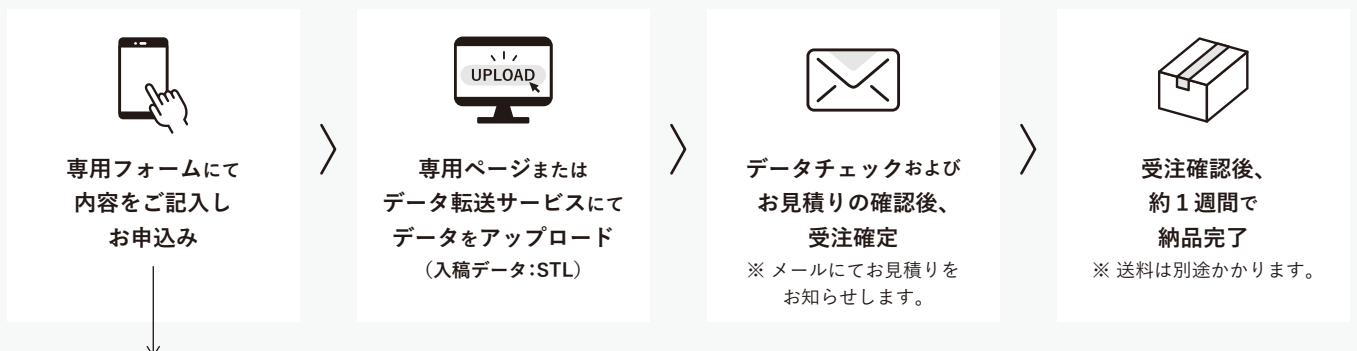 専用フォームにて
内容をご記入し
お申込み
UPLOAD
専用ページまたは
データ転送サービスにて
データをアップロード
（入稿データ：STL）
データチェックおよび
お見積りの確認後、
受注確定
※ メールにてお見積りを
お知らせします。
受注確認後、
約1週間で
納品完了
※ 送料は別途かかります。